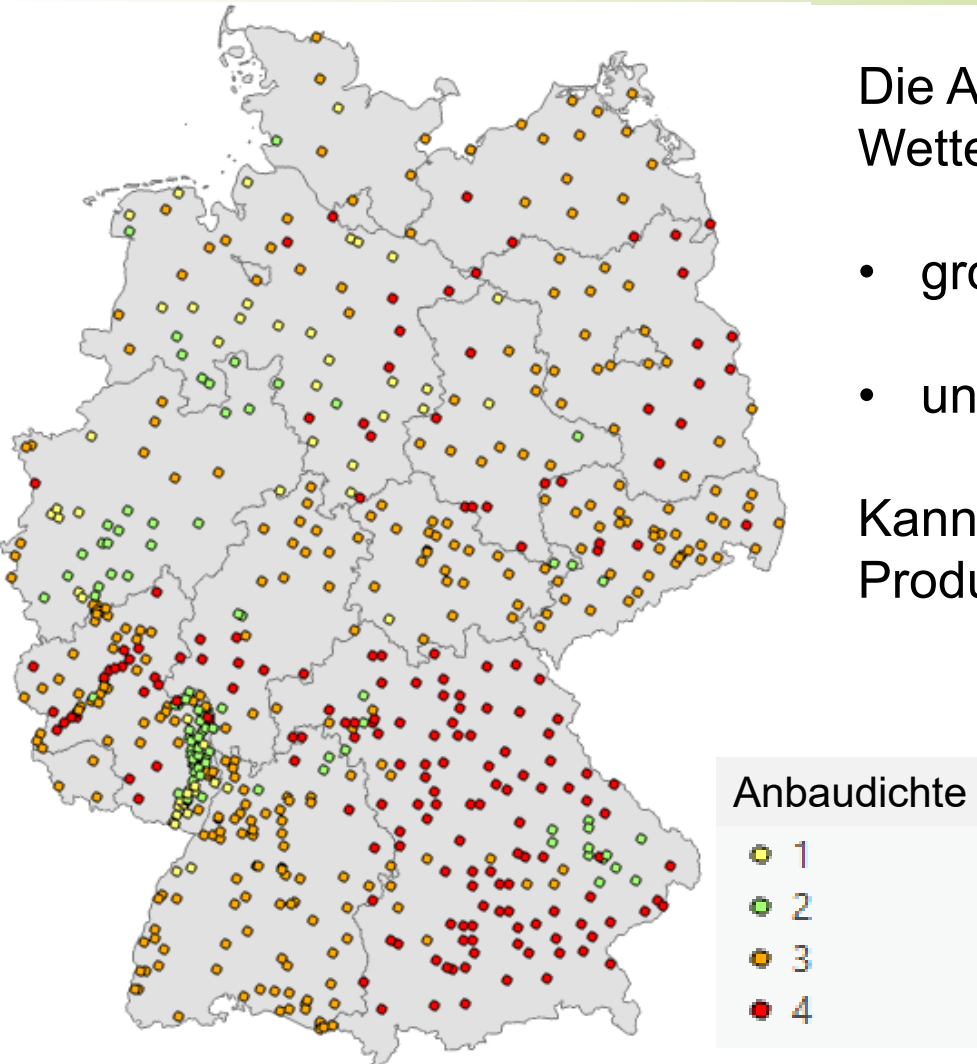 Die A
Wette
• gro
• un
Kann
Produ
Anbaudichte
1
2
3
4